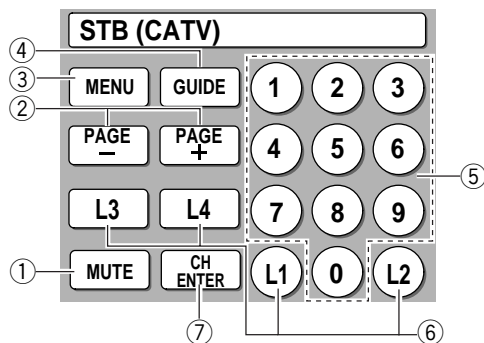 STB (CATV)
④
③ MENU GUIDE 1 2 3
②
PAGE − PAGE + 4 5 6
⑤
L3 L4 7 8 9
① MUTE CH ENTER L1 0 L2
⑦ ⑥